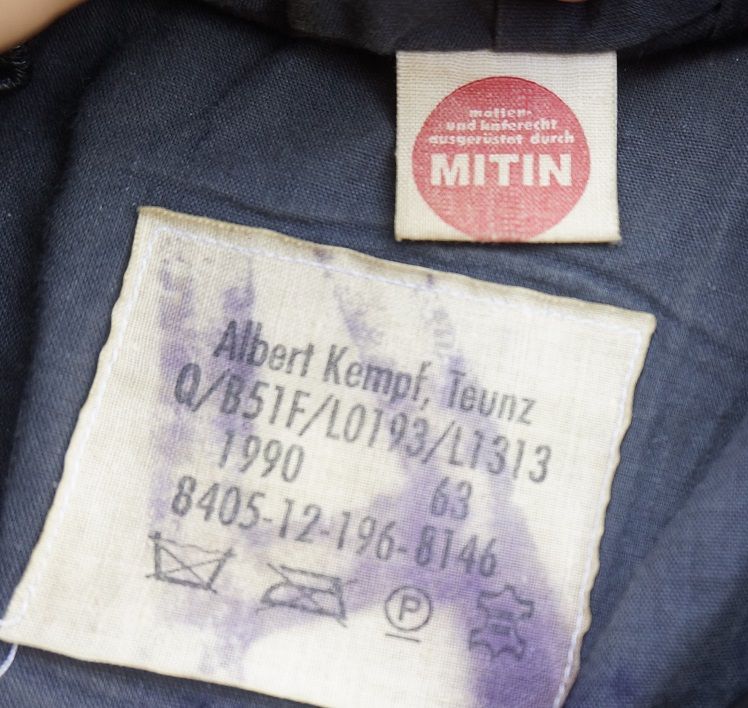 motten-
und käferecht
ausgerüstet durch
MITIN
Albert Kempf, Teunz
Q/B51F/L0193/L1313
1990 63
8405-12-196-8146
P